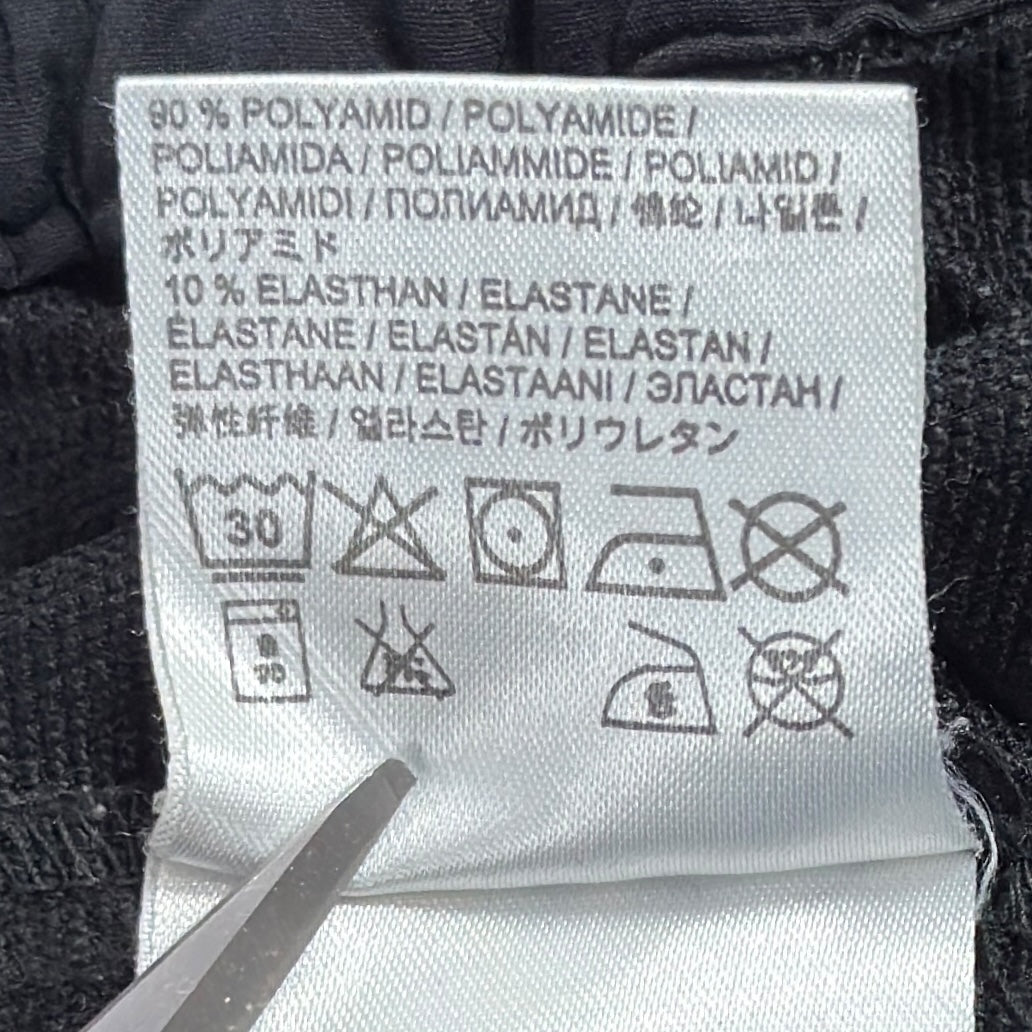 90 % POLYAMID / POLYAMIDE /
POLIAMIDA / POLIAMMIDE / POLIAMID /
POLYAMIDI / ПОЛИАМИД / 锦纶 / 나일론 /
ポリアミド
10 % ELASTHAN / ELASTANE /
ÉLASTANE / ELASTÁN / ELASTAN /
ELASTHAAN / ELASTAANI / ЭЛАСТАН /
弹性纤维 / 엘라스탄 / ポリウレタン
30